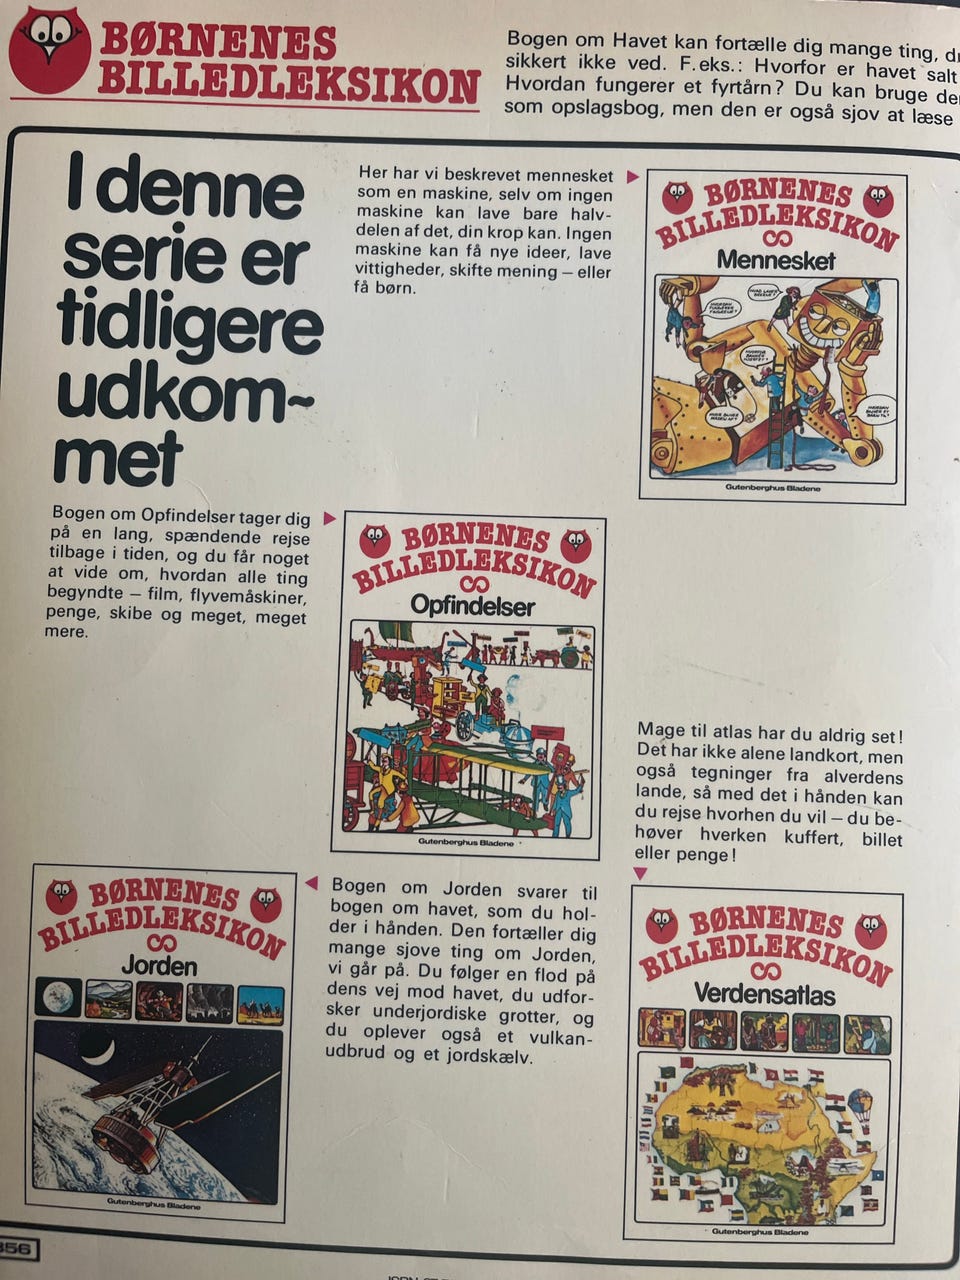 BØRNENES
BILLEDLEKSIKON
Bogen om Havet kan fortælle dig mange ting,
sikkert ikke ved. F.eks.: Hvorfor er havet salt
Hvordan fungerer et fyrtårn? Du kan bruge
som opslagsbog, men den er også sjov at læse
I denne
serie er
tidligere
udkom-
met
Her har vi beskrevet mennesket
som en maskine, selv om ingen
maskine kan lave bare halv-
delen af det, din krop kan. Ingen
maskine kan få nye ideer, lave
vittigheder, skifte mening – eller
få børn.
BØRNENES
BILLEDLEKSIKON
Mennesket
Gutenberghus Bladene
Bogen om Opfindelser tager dig
på en lang, spændende rejse
tilbage i tiden, og du får noget
at vide om, hvordan alle ting
begyndte – film, flyvemåskiner,
penge, skibe og meget, meget
mere.
BØRNENES
BILLEDLEKSIKON
Opfindelser
Gutenberghus Bladene
Mage til atlas har du aldrig set!
Det har ikke alene landkort, men
også tegninger fra alverdens
lande, så med det i hånden kan
du rejse hvorhen du vil – du be-
høver hverken kuffert, billet
eller penge!
BØRNENES
BILLEDLEKSIKON
Jorden
Gutenberghus Bladene
Bogen om Jorden svarer til
bogen om havet, som du hol-
der i hånden. Den fortæller dig
mange sjove ting om Jorden,
vi går på. Du følger en flod på
dens vej mod havet, du udfor-
sker underjordiske grotter, og
du oplever også et vulkan-
udbrud og et jordskælv.
BØRNENES
BILLEDLEKSIKON
Verdensatlas
Gutenberghus Bladene